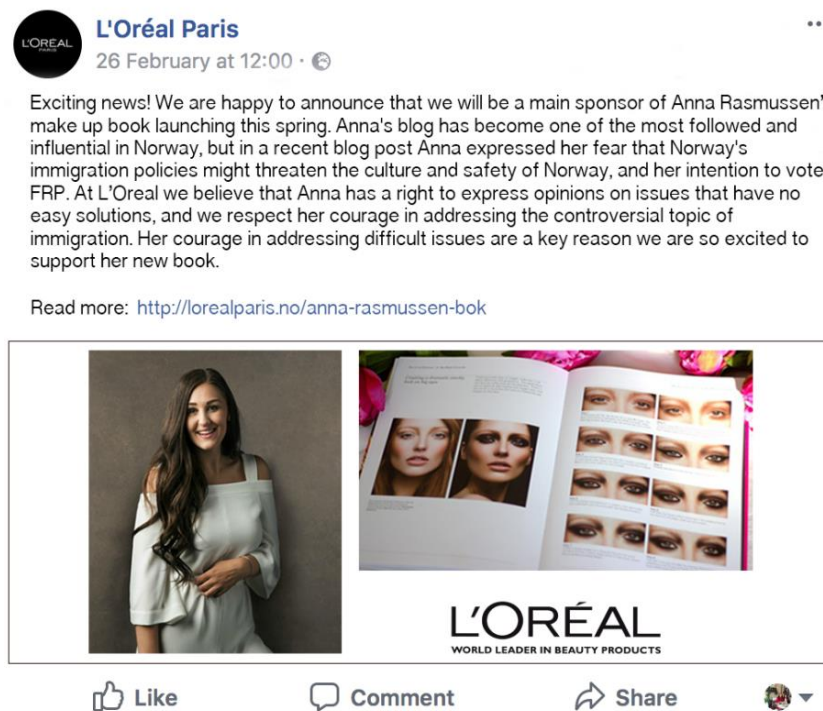 L'ORÉAL
PARIS
L'Oréal Paris
26 February at 12:00 ·
Exciting news! We are happy to announce that we will be a main sponsor of Anna Rasmussen'
make up book launching this spring. Anna's blog has become one of the most followed and
influential in Norway, but in a recent blog post Anna expressed her fear that Norway's
immigration policies might threaten the culture and safety of Norway, and her intention to vote
FRP. At L'Oreal we believe that Anna has a right to express opinions on issues that have no
easy solutions, and we respect her courage in addressing the controversial topic of
immigration. Her courage in addressing difficult issues are a key reason we are so excited to
support her new book.
Read more: http://lorealparis.no/anna-rasmussen-bok
L'ORÉAL
WORLD LEADER IN BEAUTY PRODUCTS
Like Comment Share